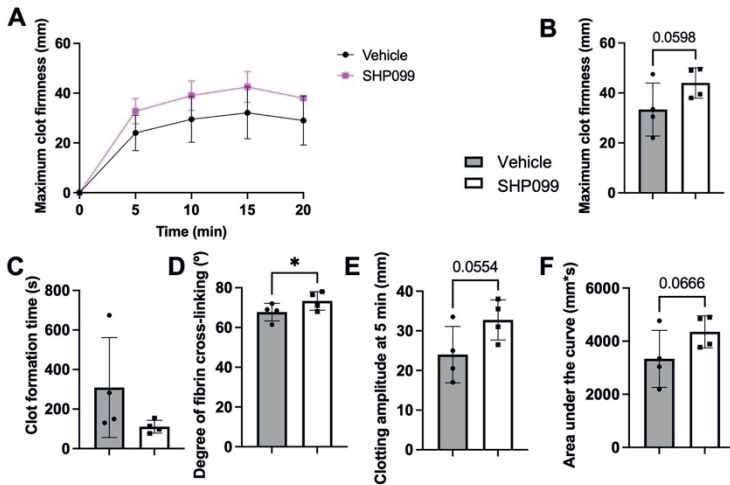 A
Maximum clot firmness (mm)
60
40
20
0
0 5 10 15 20
Time (min)
Vehicle
SHP099
B
Maximum clot firmness (mm)
60
40
20
0
0.0598
Vehicle
SHP099
C
Clot formation time (s)
800
600
400
200
0
D
Degree of fibrin cross-linking (º)
80
60
40
20
0
*
E
Clotting amplitude at 5 min (mm)
40
30
20
10
0
0.0554
F
Area under the curve (mm*s)
8000
6000
4000
2000
0
0.0666